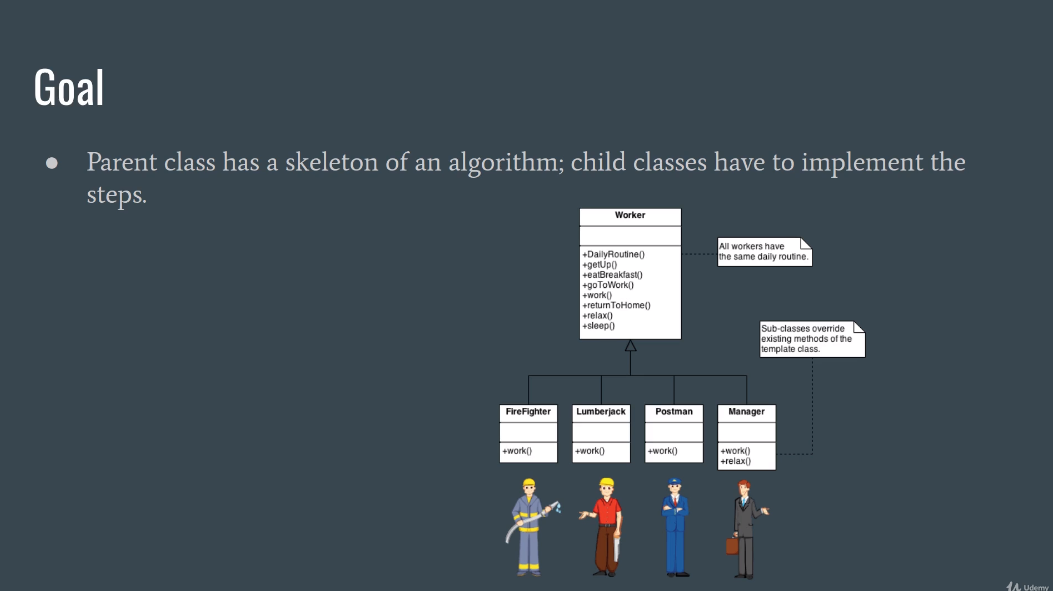 Goal
● Parent class has a skeleton of an algorithm; child classes have to implement the
steps.
Worker
+DailyRoutine()
+getUp()
+eatBreakfast()
+goToWork()
+work()
+returnToHome()
+relax()
+sleep()
All workers have
the same daily routine.
Sub-classes override
existing methods of the
template class.
FireFighter
+work()
Lumberjack
+work()
Postman
+work()
Manager
+work()
+relax()
Udemy